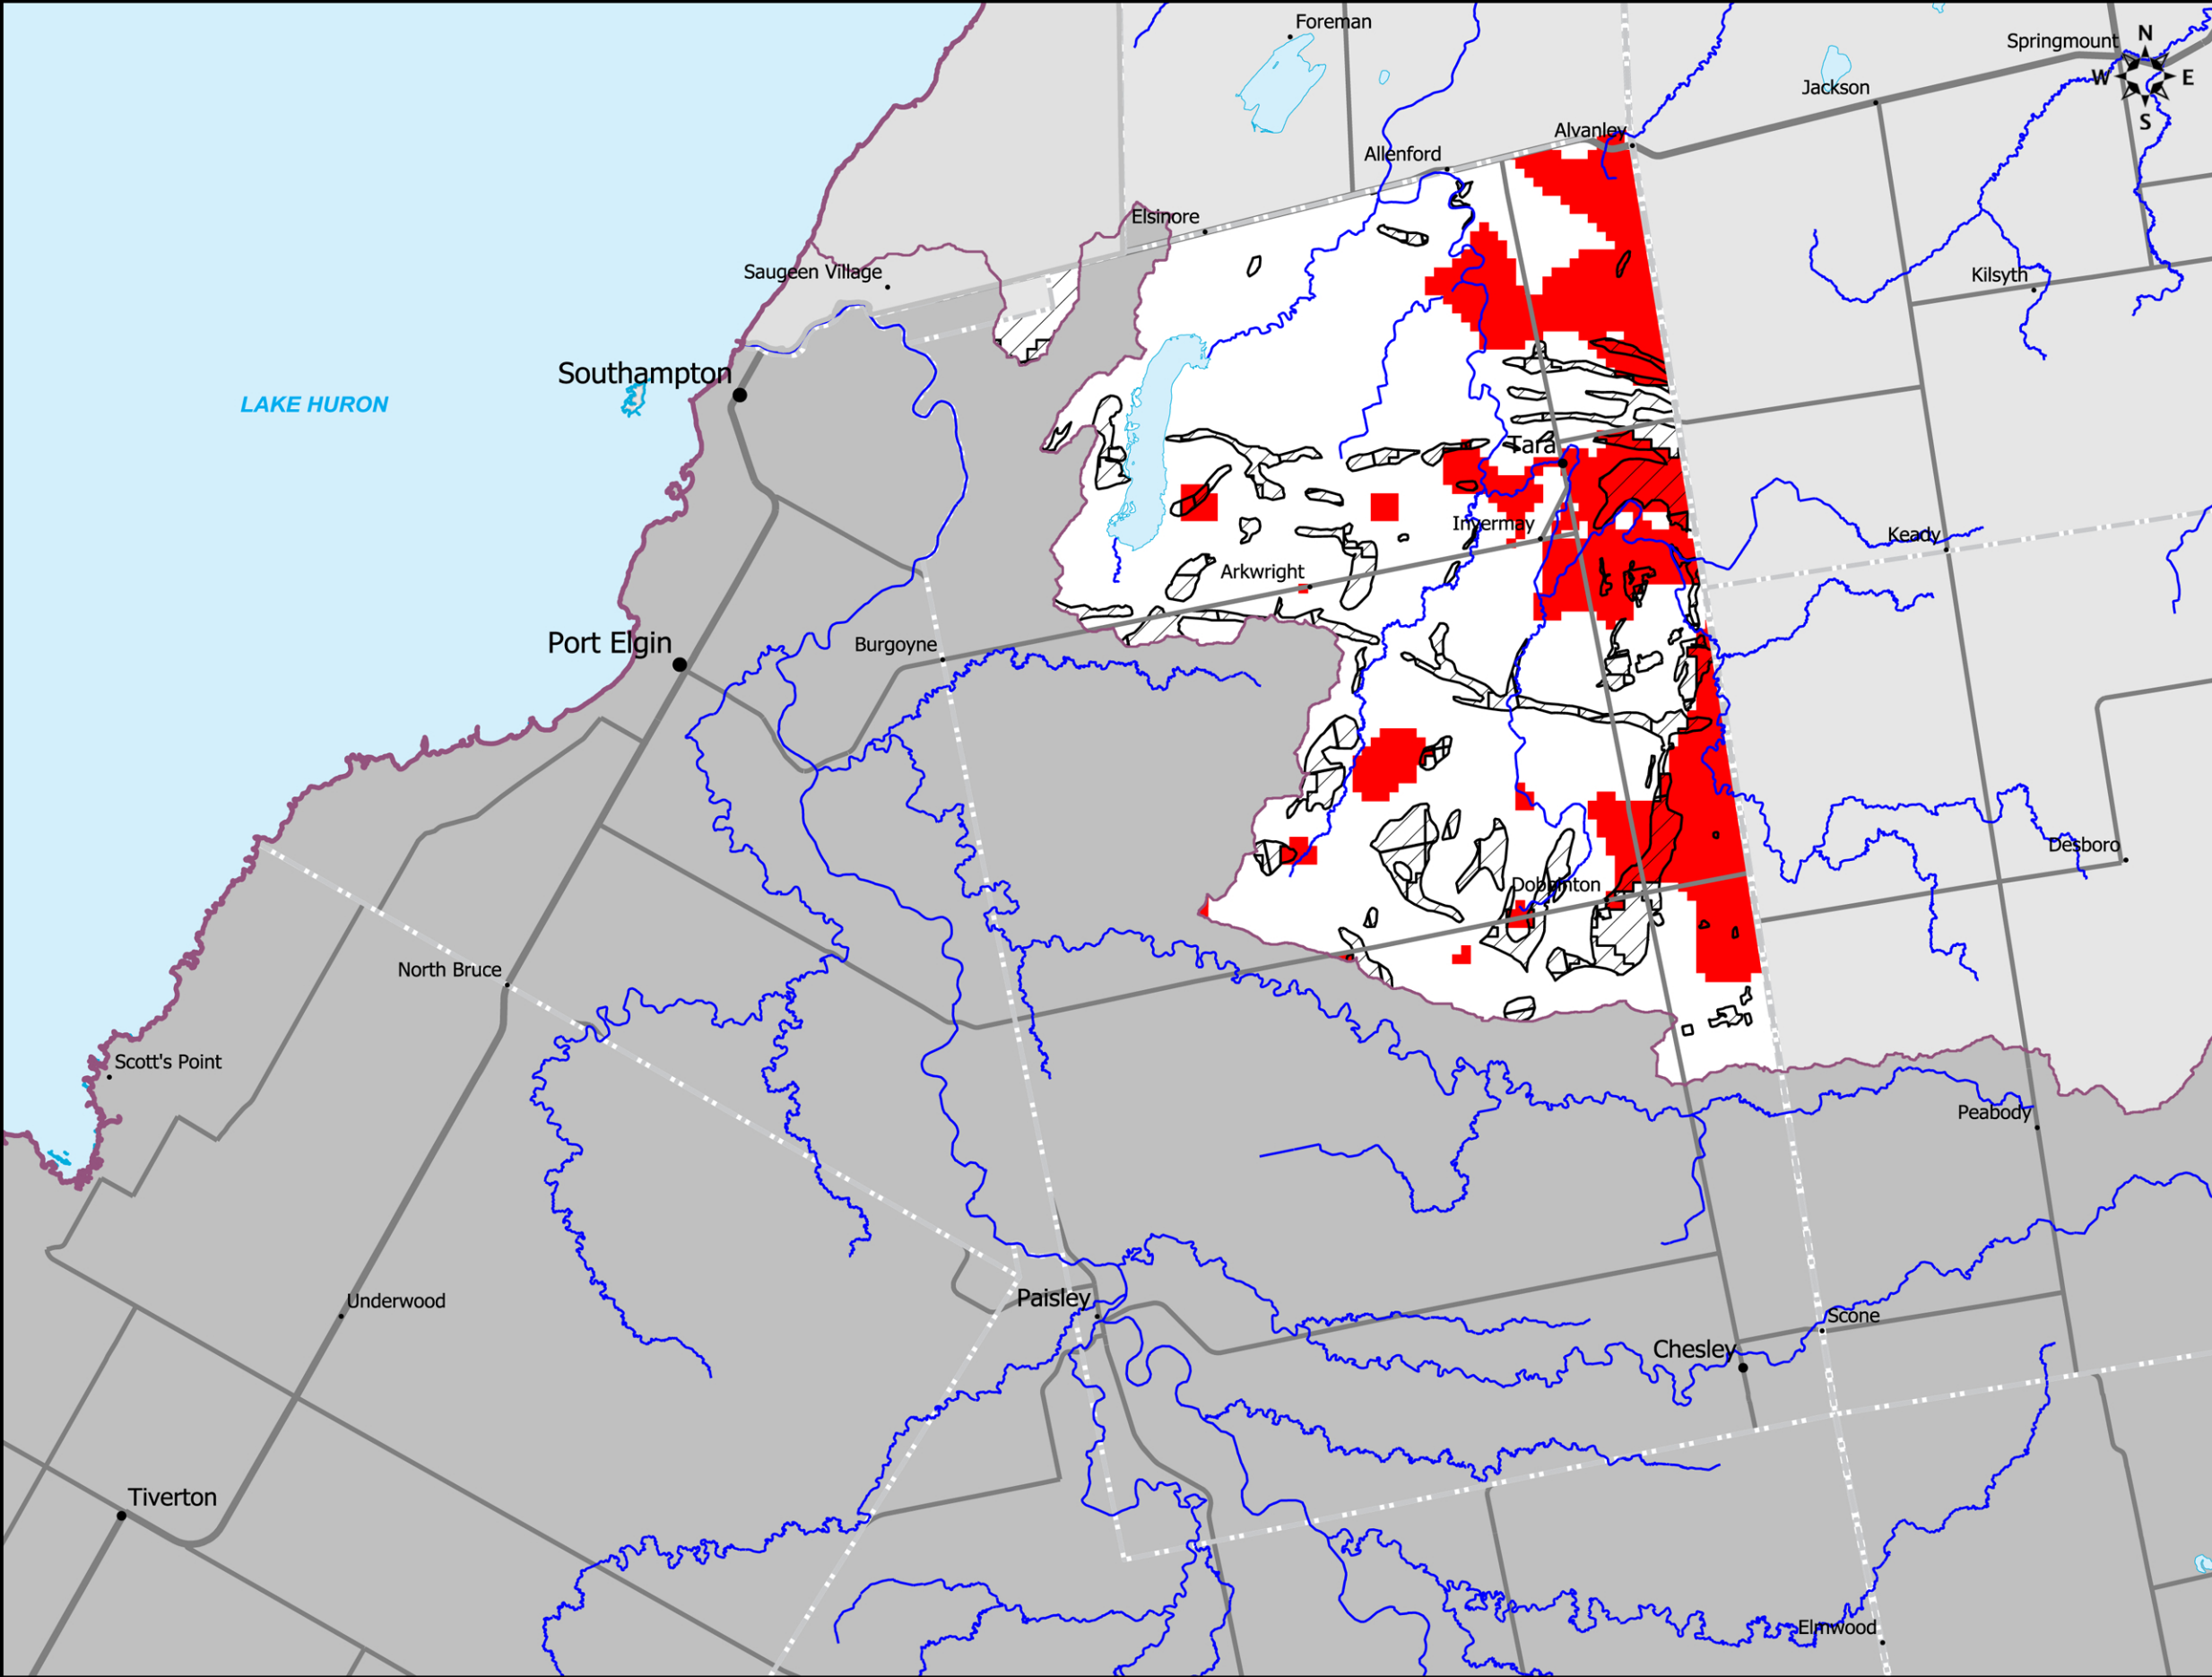 Foreman
Springmount
N
W
E
S
Jackson
Alvanley
Allenford
Elsinore
Saugeen Village
Kilsyth
Southampton
LAKE HURON
Tara
Invermay
Keady
Arkwright
Port Elgin
Burgoyne
Desboro
Dobbinton
North Bruce
Scott's Point
Peabody
Underwood
Paisley
Scone
Chesley
Tiverton
Elmwood